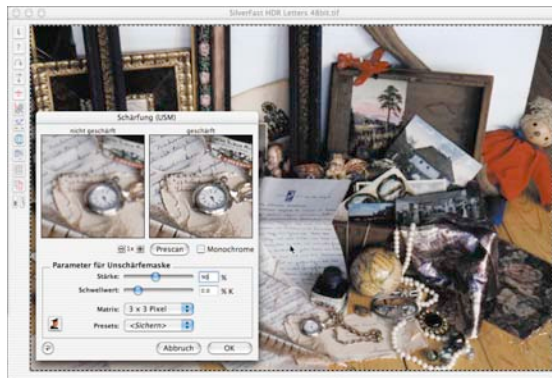 SilverFast HDR Letters 48bit.tif
Schärfung (USM)
nicht geschärft
geschärft
1x
Prescan
Monochrome
Parameter für Unschärfemaske
Stärke:
%
Schwellwert:
% K
Matrix: 3 x 3 Pixel
Presets: <Sichern>
Abbruch
OK